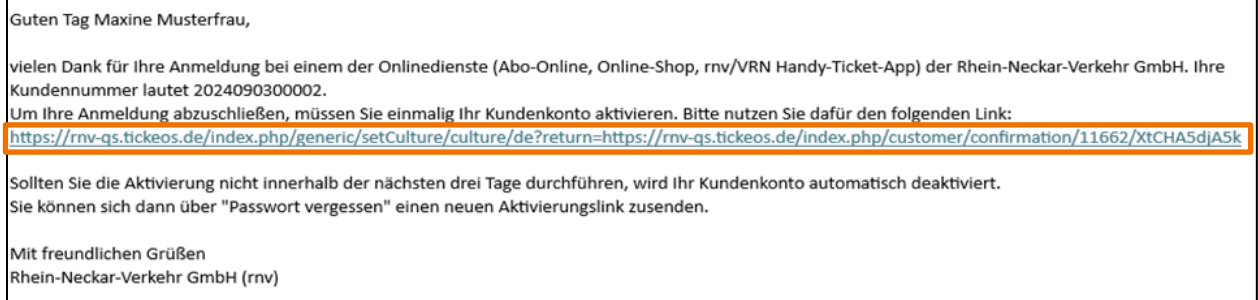 Guten Tag Maxine Musterfrau,
vielen Dank für Ihre Anmeldung bei einem der Onlinedienste (Abo-Online, Online-Shop, rnv/VRN Handy-Ticket-App) der Rhein-Neckar-Verkehr GmbH. Ihre
Kundennummer lautet 2024090300002.
Um Ihre Anmeldung abzuschließen, müssen Sie einmalig Ihr Kundenkonto aktivieren. Bitte nutzen Sie dafür den folgenden Link:
https://rnv-qs.tickeos.de/index.php/generic/setCulture/culture/de?return=https://rnv-qs.tickeos.de/index.php/customer/confirmation/11662/XtCHA5djA5k
Sollten Sie die Aktivierung nicht innerhalb der nächsten drei Tage durchführen, wird Ihr Kundenkonto automatisch deaktiviert.
Sie können sich dann über "Passwort vergessen" einen neuen Aktivierungslink zusenden.
Mit freundlichen Grüßen
Rhein-Neckar-Verkehr GmbH (rnv)